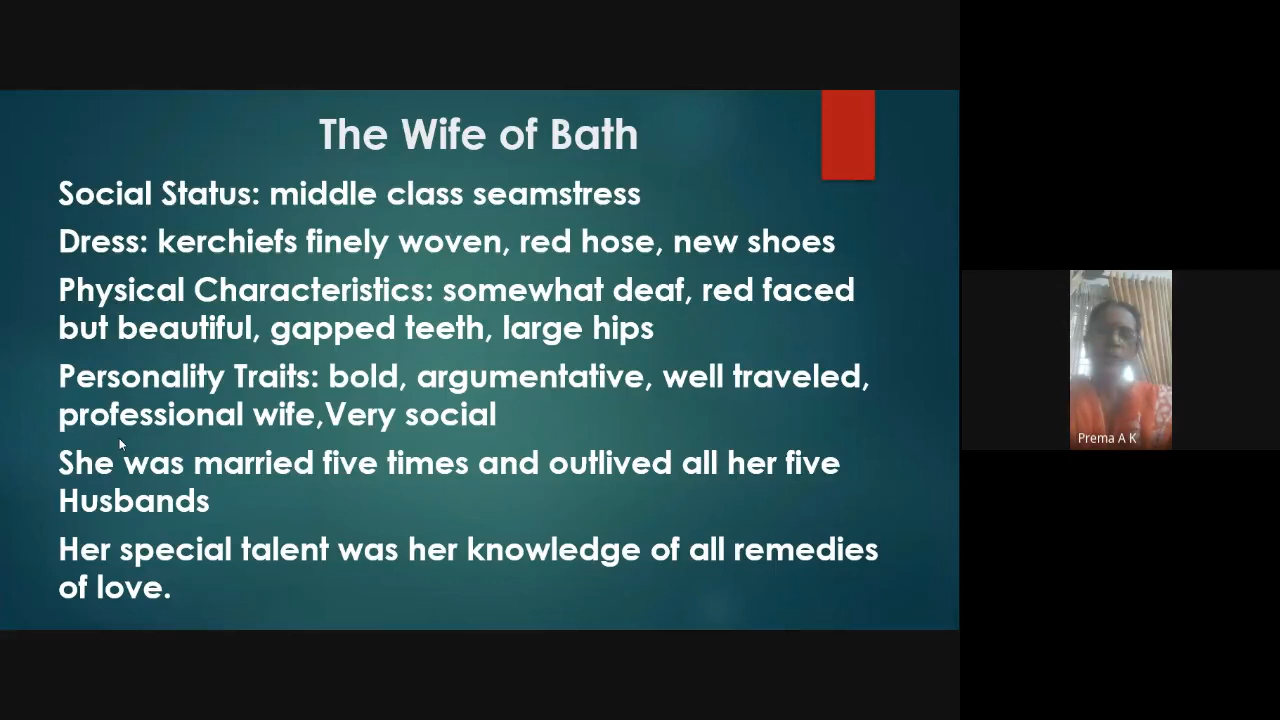 The Wife of Bath
Social Status: middle class seamstress
Dress: kerchiefs finely woven, red hose, new shoes
Physical Characteristics: somewhat deaf, red faced
but beautiful, gapped teeth, large hips
Personality Traits: bold, argumentative, well traveled,
professional wife,Very social
She was married five times and outlived all her five
Husbands
Her special talent was her knowledge of all remedies
of love.
Prema A K